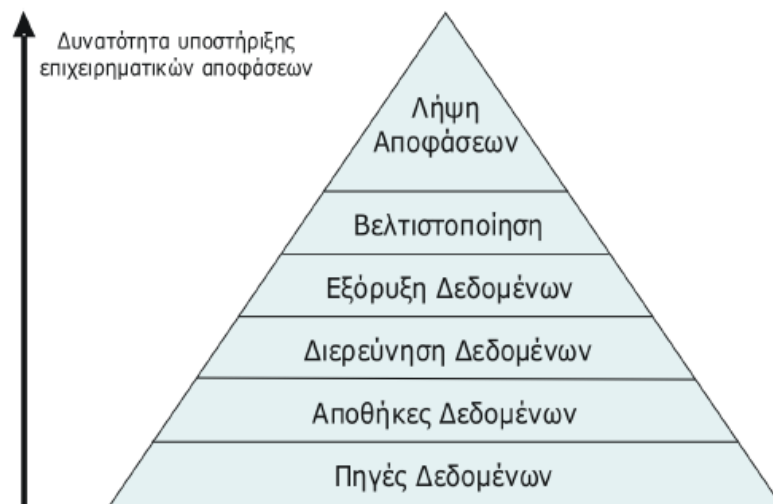 Δυνατότητα υποστήριξης
επιχειρηματικών αποφάσεων
Λήψη
Αποφάσεων
Βελτιστοποίηση
Εξόρυξη Δεδομένων
Διερεύνηση Δεδομένων
Αποθήκες Δεδομένων
Πηγές Δεδομένων